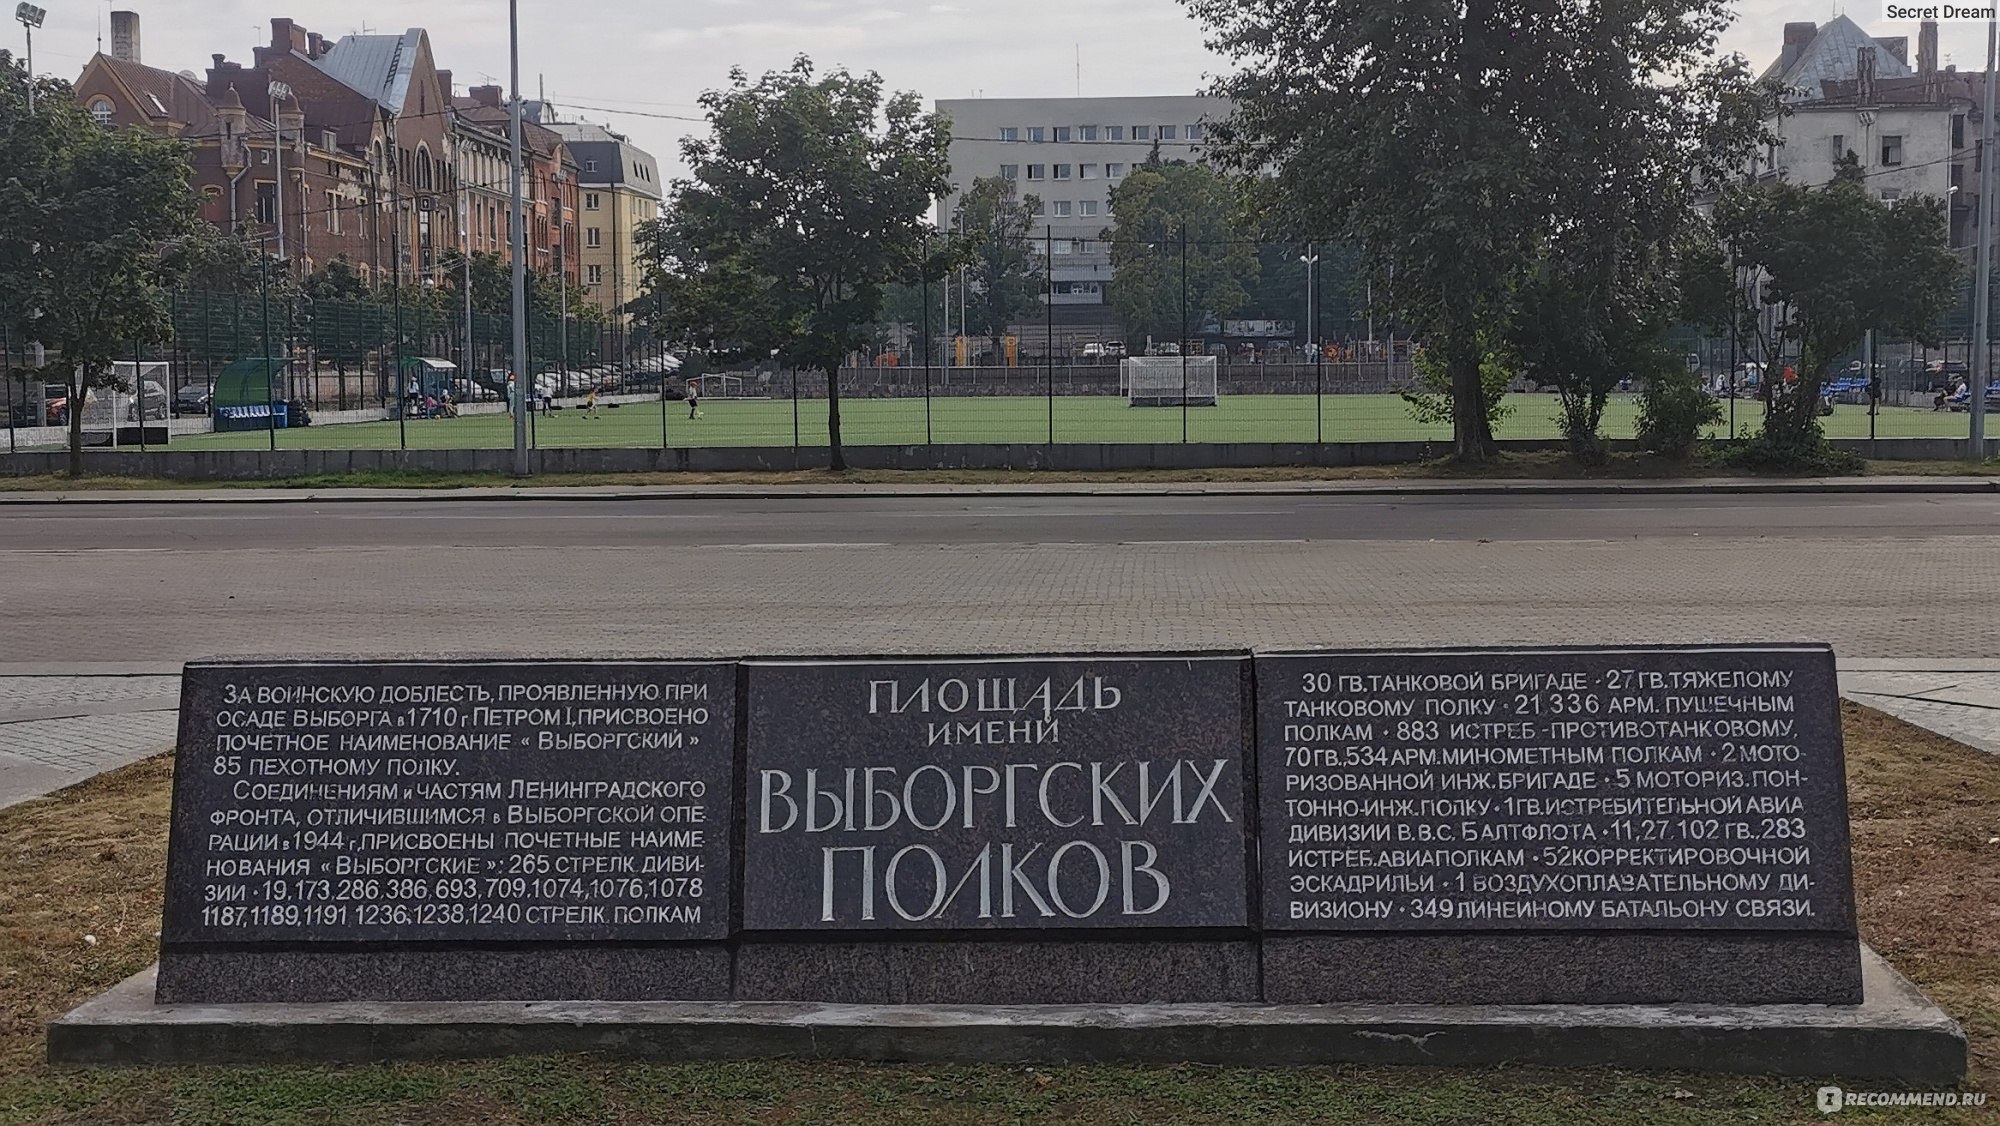 Secret Dream
ЗА ВОИНСКУЮ ДОБЛЕСТЬ, ПРОЯВЛЕННУЮ ПРИ
ОСАДЕ ВЫБОРГА в 1710 г ПЕТРОМ I, ПРИСВОЕНО
ПОЧЕТНОЕ НАИМЕНОВАНИЕ «ВЫБОРГСКИЙ»
85 ПЕХОТНОМУ ПОЛКУ.
СОЕДИНЕНИЯМ и ЧАСТЯМ ЛЕНИНГРАДСКОГО
ФРОНТА, ОТЛИЧИВШИМСЯ в ВЫБОРГСКОЙ ОПЕ-
РАЦИИ в 1944 г, ПРИСВОЕНЫ ПОЧЕТНЫЕ НАИМЕ-
НОВАНИЯ «ВЫБОРГСКИЕ»: 265 СТРЕЛК. ДИВИ-
ЗИИ • 19, 173, 286, 386, 693, 709, 1074, 1076, 1078
1187, 1189, 1191 1236, 1238, 1240 СТРЕЛК. ПОЛКАМ
ПЛОЩАДЬ
ИМЕНИ
ВЫБОРГСКИХ
ПОЛКОВ
30 ГВ. ТАНКОВОЙ БРИГАДЕ • 27 ГВ. ТЯЖЕЛОМУ
ТАНКОВОМУ ПОЛКУ • 21 336 АРМ. ПУШЕЧНЫМ
ПОЛКАМ • 883 ИСТРЕБ-ПРОТИВОТАНКОВОМУ,
70 ГВ., 534 АРМ. МИНОМЕТНЫМ ПОЛКАМ • 2 МОТО-
РИЗОВАННОЙ ИНЖ. БРИГАДЕ • 5 МОТОРИЗ. ПОН-
ТОННО-ИНЖ. ПОЛКУ • 1 ГВ. ИСТРЕБИТЕЛЬНОЙ АВИА
ДИВИЗИИ В.В.С. БАЛТФЛОТА • 11, 27, 102 ГВ., 283
ИСТРЕБ. АВИАПОЛКАМ • 52 КОРРЕКТИРОВОЧНОЙ
ЭСКАДРИЛЬИ • 1 ВОЗДУХОПЛАВАТЕЛЬНОМУ ДИ-
ВИЗИОНУ • 349 ЛИНЕЙНОМУ БАТАЛЬОНУ СВЯЗИ.
RECOMMEND.RU